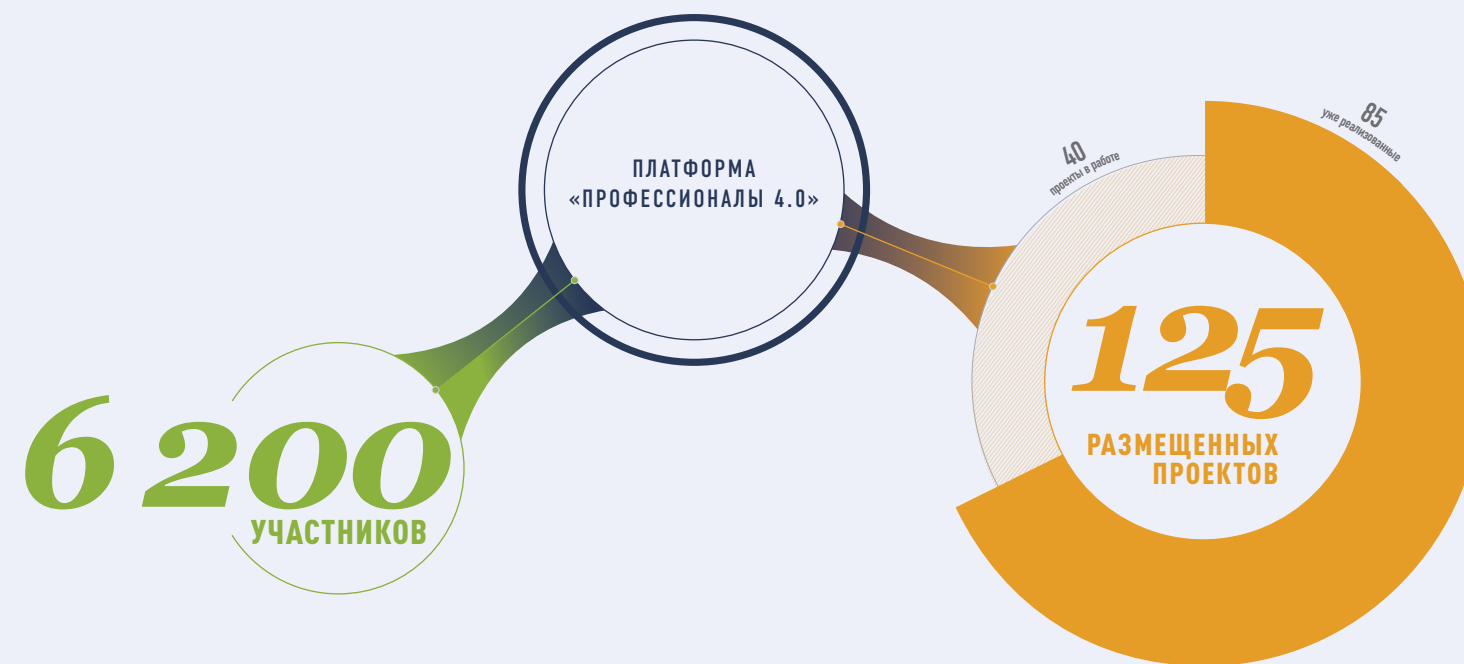 ПЛАТФОРМА
«ПРОФЕССИОНАЛЫ 4.0»
6 200
УЧАСТНИКОВ
40
проекты в работе
85
уже реализованные
125
РАЗМЕЩЕННЫХ
ПРОЕКТОВ